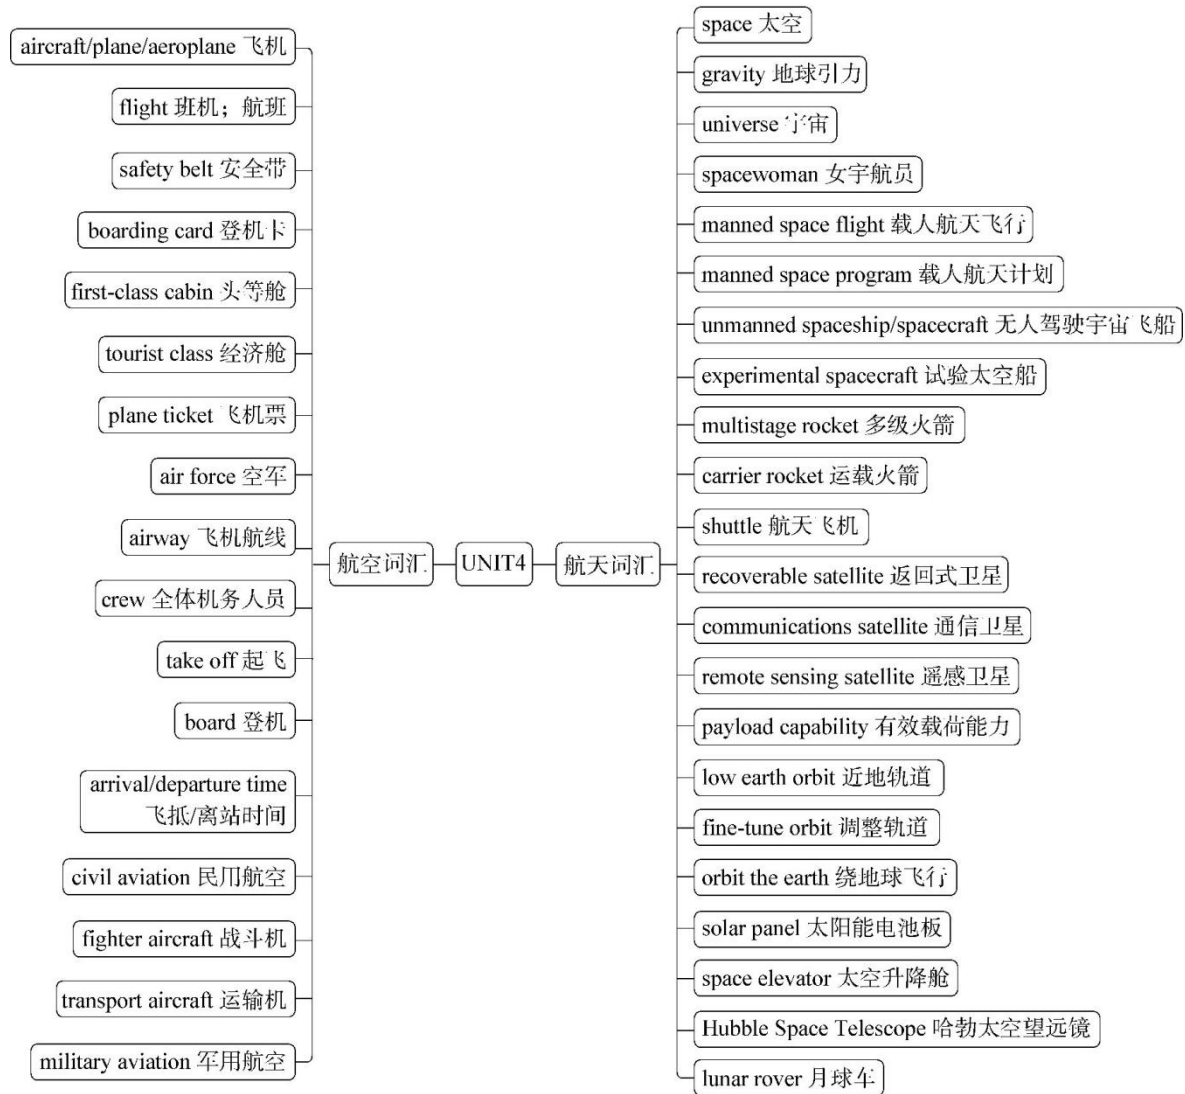 aircraft/plane/aeroplane 飞机
flight 班机；航班
safety belt 安全带
boarding card 登机卡
first-class cabin 头等舱
tourist class 经济舱
plane ticket 飞机票
air force 空军
airway 飞机航线
crew 全体机务人员
take off 起飞
board 登机
arrival/departure time
飞抵/离站时间
civil aviation 民用航空
fighter aircraft 战斗机
transport aircraft 运输机
military aviation 军用航空
航空词汇
UNIT4
航天词汇
space 太空
gravity 地球引力
universe 宇宙
spacewoman 女宇航员
manned space flight 载人航天飞行
manned space program 载人航天计划
unmanned spaceship/spacecraft 无人驾驶宇宙飞船
experimental spacecraft 试验太空船
multistage rocket 多级火箭
carrier rocket 运载火箭
shuttle 航天飞机
recoverable satellite 返回式卫星
communications satellite 通信卫星
remote sensing satellite 遥感卫星
payload capability 有效载荷能力
low earth orbit 近地轨道
fine-tune orbit 调整轨道
orbit the earth 绕地球飞行
solar panel 太阳能电池板
space elevator 太空升降舱
Hubble Space Telescope 哈勃太空望远镜
lunar rover 月球车